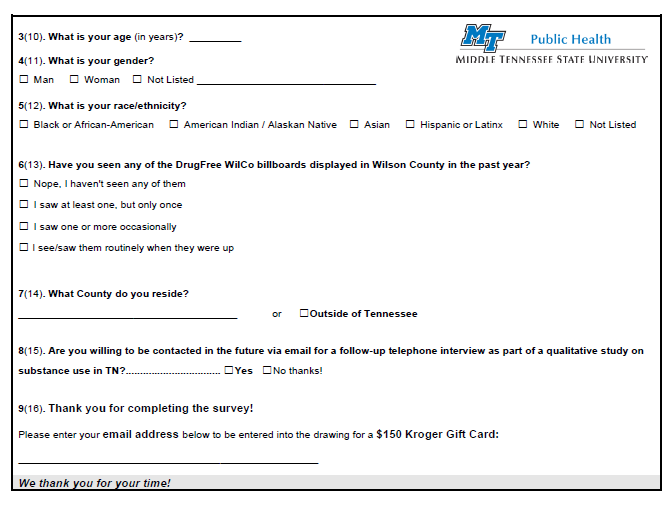 3(10). What is your age (in years)? _________
MT Public Health
MIDDLE TENNESSEE STATE UNIVERSITY
4(11). What is your gender?
☐ Man ☐ Woman ☐ Not Listed ________________________________
5(12). What is your race/ethnicity?
☐ Black or African-American ☐ American Indian / Alaskan Native ☐ Asian ☐ Hispanic or Latinx ☐ White ☐ Not Listed
6(13). Have you seen any of the DrugFree WilCo billboards displayed in Wilson County in the past year?
☐ Nope, I haven't seen any of them
☐ I saw at least one, but only once
☐ I saw one or more occasionally
☐ I see/saw them routinely when they were up
7(14). What County do you reside?
_______________________________________ or ☐Outside of Tennessee
8(15). Are you willing to be contacted in the future via email for a follow-up telephone interview as part of a qualitative study on
substance use in TN?................................. ☐Yes ☐No thanks!
9(16). Thank you for completing the survey!
Please enter your email address below to be entered into the drawing for a $150 Kroger Gift Card:
______________________________________________________
We thank you for your time!